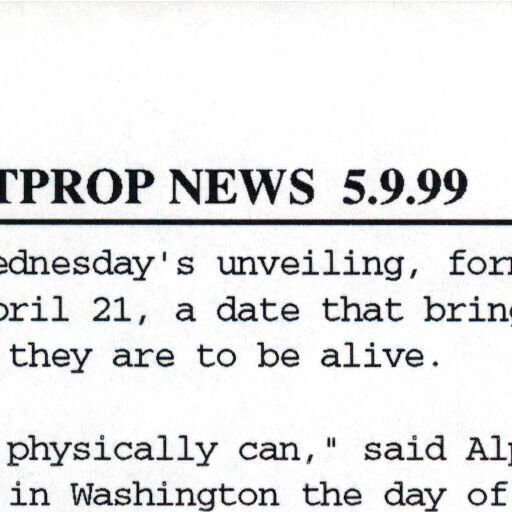 TPROP NEWS 5.9.99
ednesday's unveiling, for
pril 21, a date that bring
they are to be alive.
physically can," said Alp
in Washington the day of